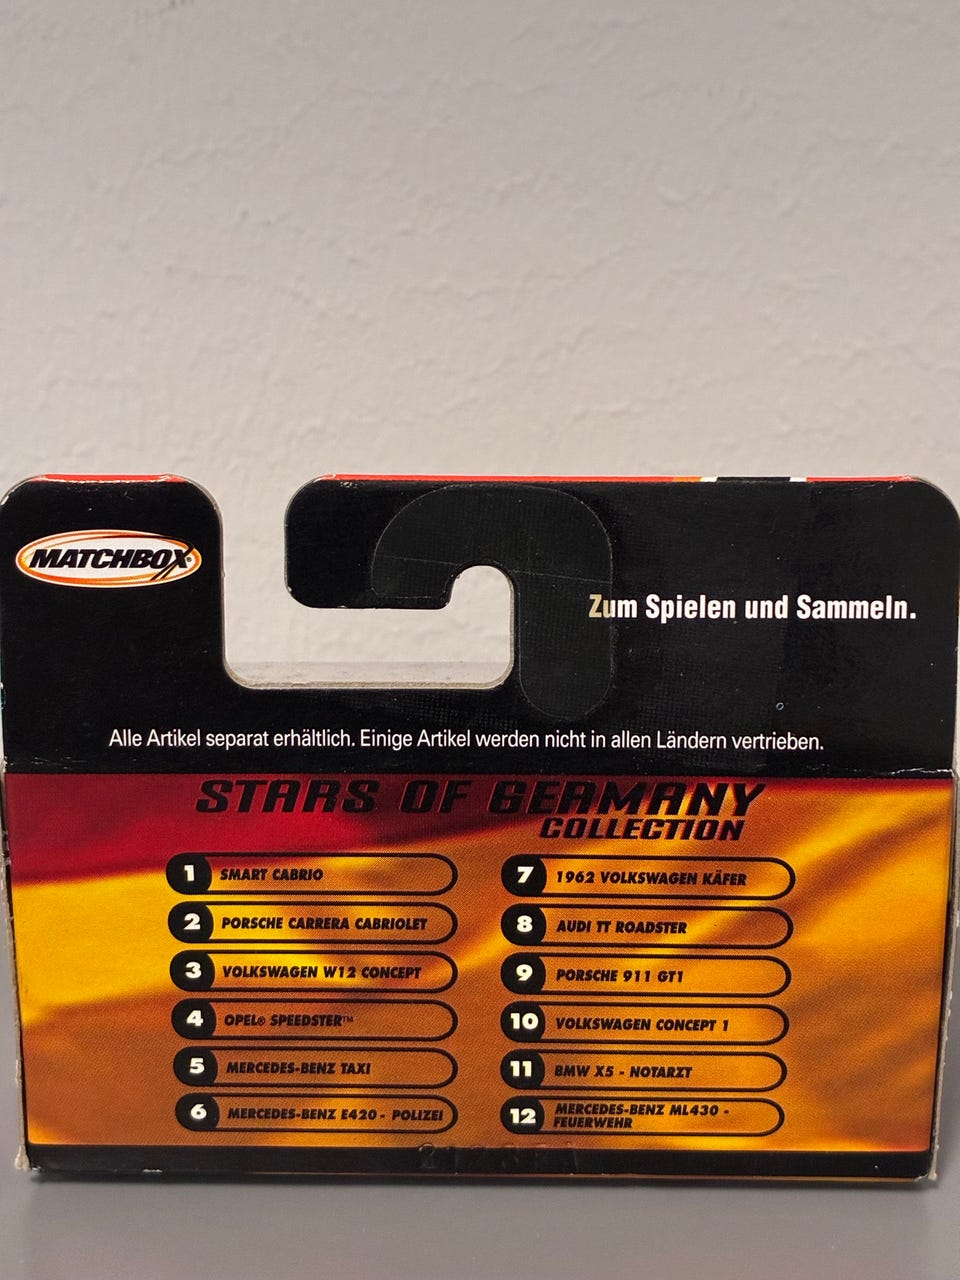 MATCHBOX®
Zum Spielen und Sammeln.
Alle Artikel separat erhältlich. Einige Artikel werden nicht in allen Ländern vertrieben.
STARS OF GERMANY
COLLECTION
1 SMART CABRIO
2 PORSCHE CARRERA CABRIOLET
3 VOLKSWAGEN W12 CONCEPT
4 OPEL® SPEEDSTER™
5 MERCEDES-BENZ TAXI
6 MERCEDES-BENZ E420 - POLIZEI
7 1962 VOLKSWAGEN KÄFER
8 AUDI TT ROADSTER
9 PORSCHE 911 GT1
10 VOLKSWAGEN CONCEPT 1
11 BMW X5 - NOTARZT
12 MERCEDES-BENZ ML430 -
FEUERWEHR